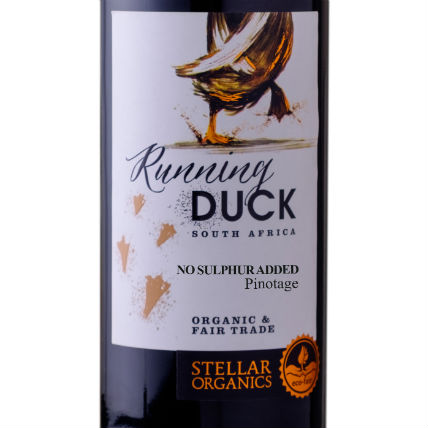 Running
DUCK
SOUTH AFRICA
NO SULPHUR ADDED
Pinotage
ORGANIC &
FAIR TRADE
STELLAR
ORGANICS